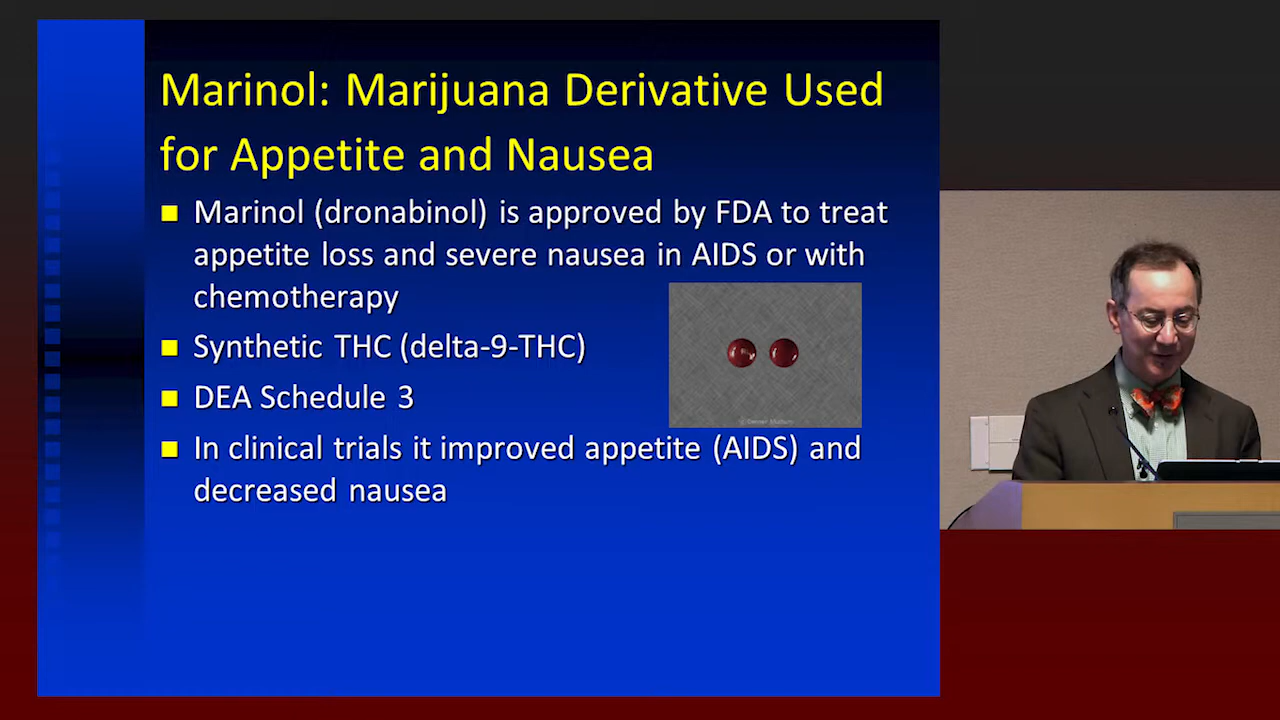 Marinol: Marijuana Derivative Used
for Appetite and Nausea
Marinol (dronabinol) is approved by FDA to treat
appetite loss and severe nausea in AIDS or with
chemotherapy
Synthetic THC (delta-9-THC)
DEA Schedule 3
In clinical trials it improved appetite (AIDS) and
decreased nausea